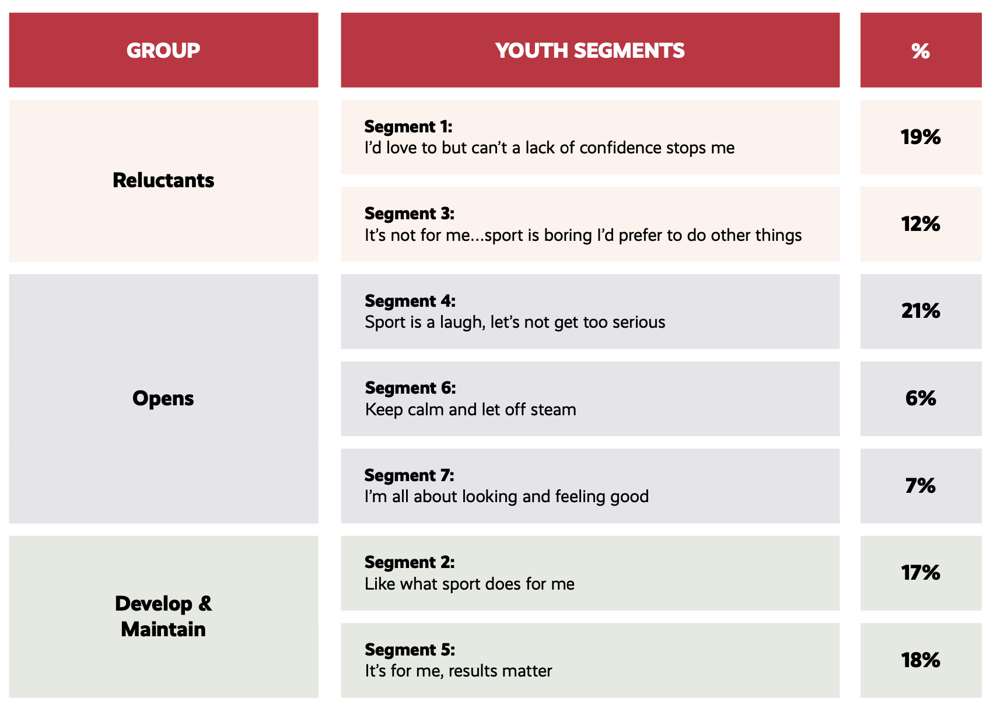 GROUP
YOUTH SEGMENTS
%
Reluctants
Segment 1:
I’d love to but can’t a lack of confidence stops me
19%
Segment 3:
It’s not for me...sport is boring I’d prefer to do other things
12%
Opens
Segment 4:
Sport is a laugh, let’s not get too serious
21%
Segment 6:
Keep calm and let off steam
6%
Segment 7:
I’m all about looking and feeling good
7%
Develop &
Maintain
Segment 2:
Like what sport does for me
17%
Segment 5:
It’s for me, results matter
18%